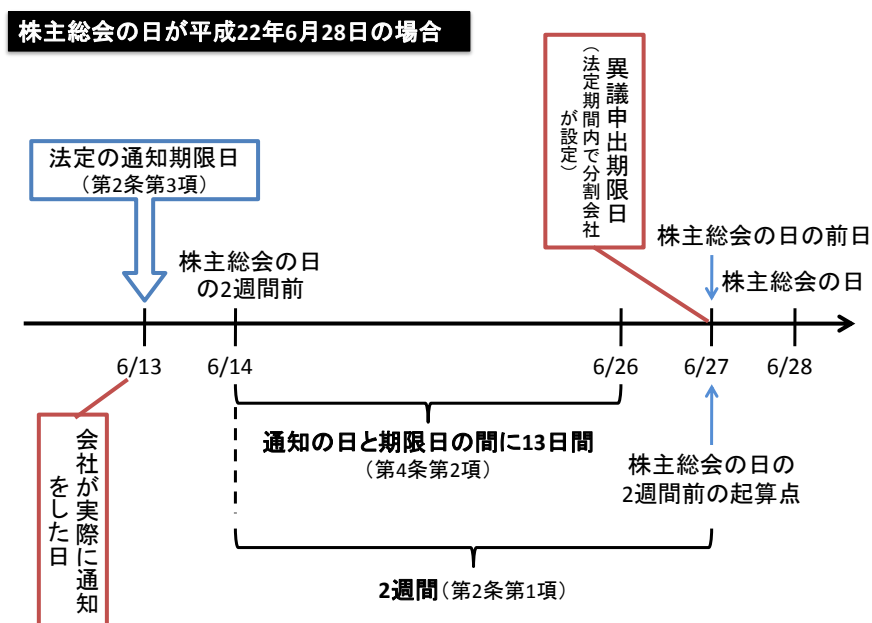 株主総会の日が平成22年6月28日の場合
異議申出期限日
（法定期間内で分割会社
が設定）
法定の通知期限日
（第2条第3項）
株主総会の日
の2週間前
株主総会の日の前日
株主総会の日
6/13
6/14
6/26
6/27
6/28
通知の日と期限日の間に13日間
（第4条第2項）
株主総会の日の
2週間前の起算点
会社が実際に通知
をした日
2週間（第2条第1項）